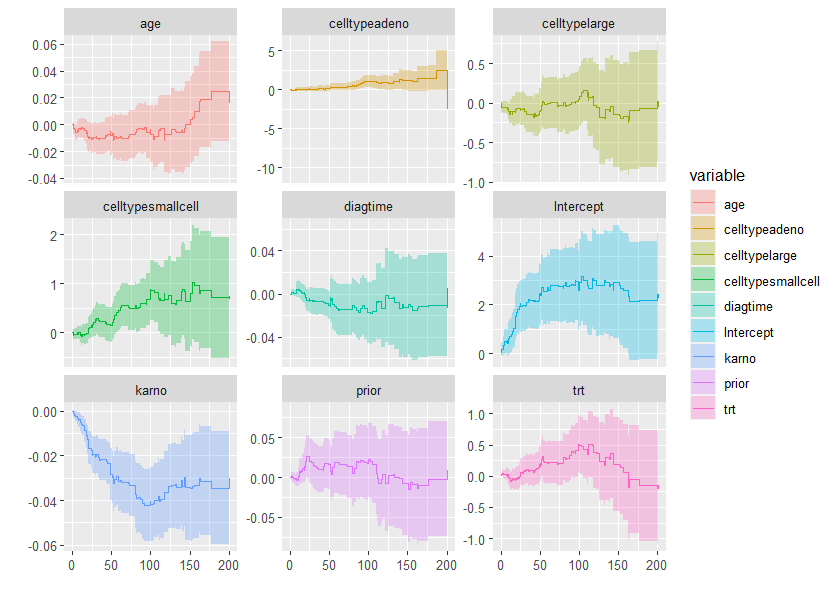 age
celltypeadeno
celltypelarge
0.06
0.04
0.02
0.00
-0.02
-0.04
5
0
-5
-10
0.5
0.0
-0.5
-1.0
celltypesmallcell
diagtime
Intercept
2
1
0
0.04
0.00
-0.04
4
2
0
karno
prior
trt
0.00
-0.02
-0.04
-0.06
0.05
0.00
-0.05
1.0
0.5
0.0
-0.5
-1.0
0 50 100 150 200
0 50 100 150 200
0 50 100 150 200
variable
age
celltypeadeno
celltypelarge
celltypesmallcell
diagtime
Intercept
karno
prior
trt